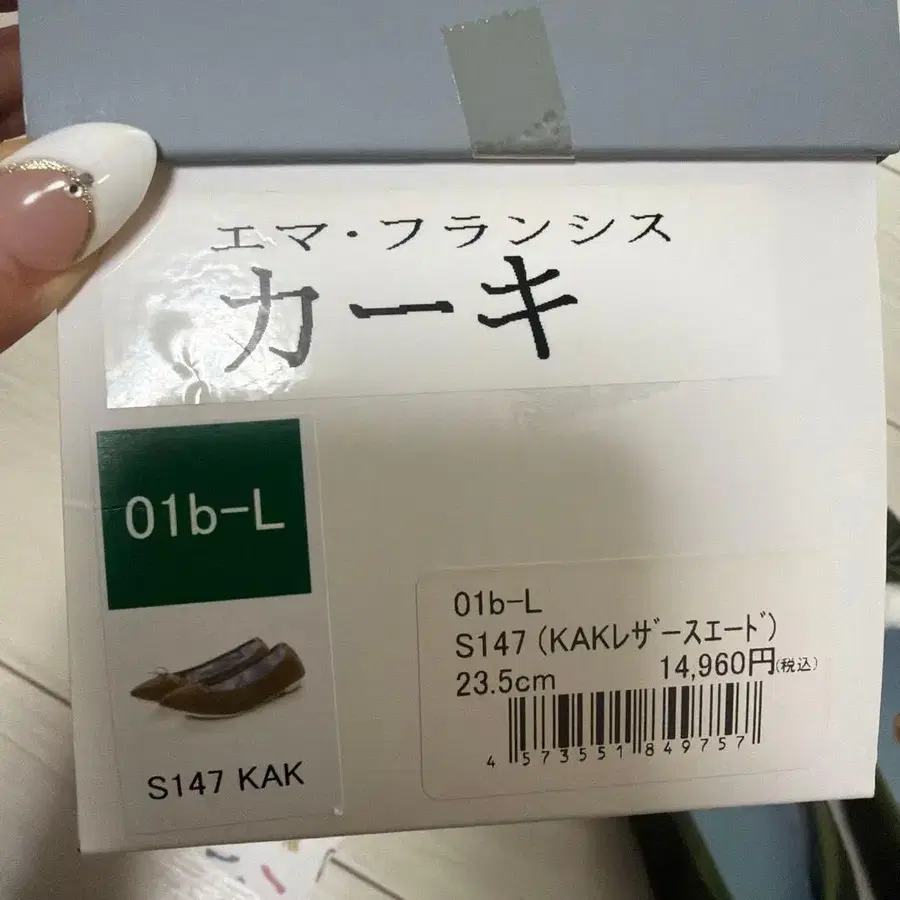 エマ・フランシス
カーキ
01b-L
S147 KAK
01b-L
S147 (KAKレザースエード)
23.5cm 14,960円(税込)
4 573551 849757